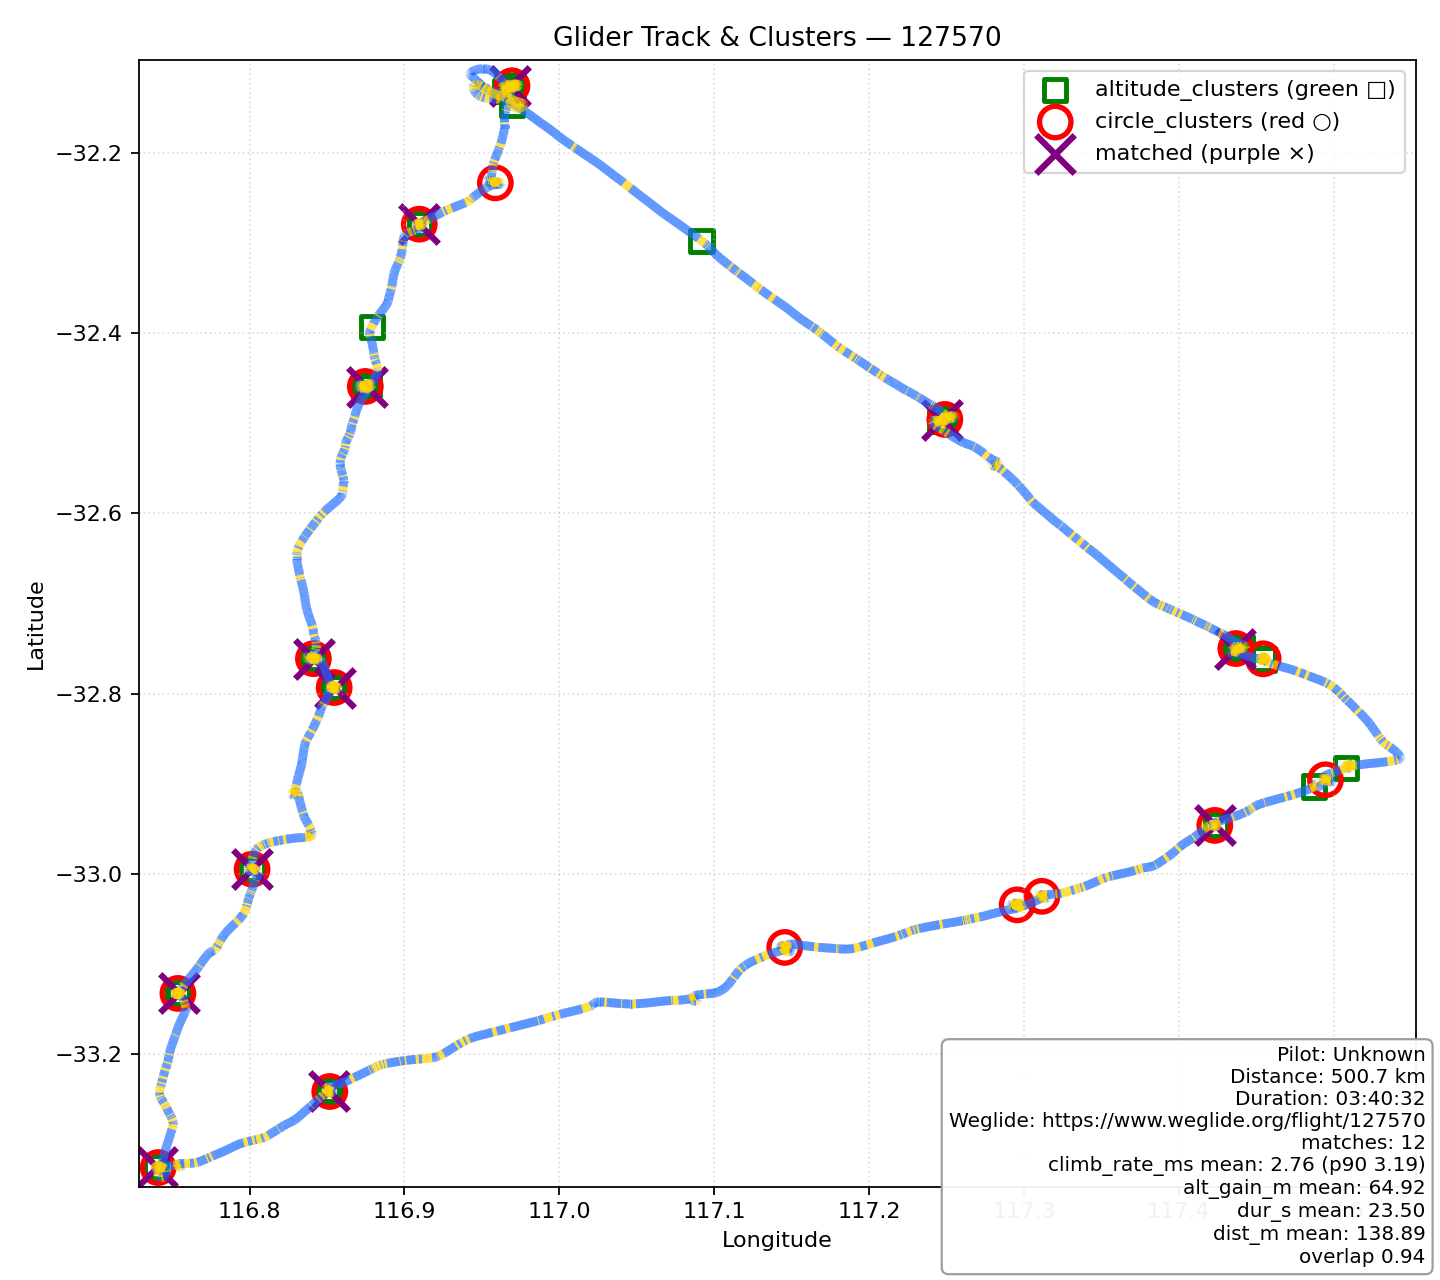 Glider Track & Clusters — 127570
altitude_clusters (green □)
circle_clusters (red ○)
matched (purple ×)
−32.2
−32.4
−32.6
−32.8
−33.0
−33.2
Latitude
116.8
116.9
117.0
117.1
117.2
117.3
117.4
Longitude
Pilot: Unknown
Distance: 500.7 km
Duration: 03:40:32
Weglide: https://www.weglide.org/flight/127570
matches: 12
climb_rate_ms mean: 2.76 (p90 3.19)
alt_gain_m mean: 64.92
dur_s mean: 23.50
dist_m mean: 138.89
overlap 0.94